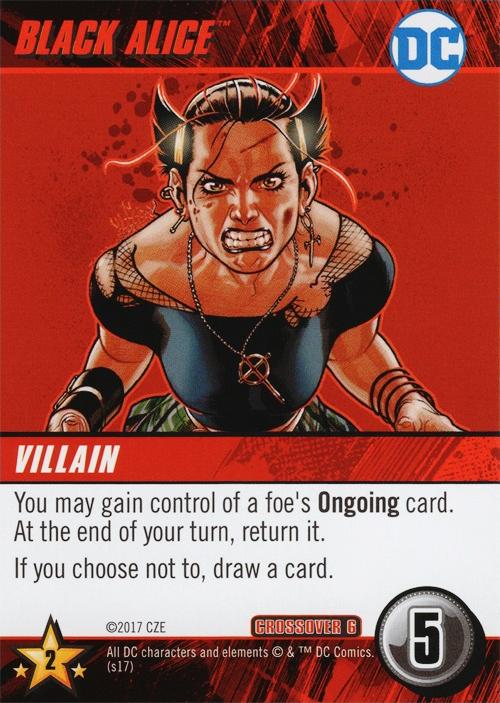 BLACK ALICE™
DC
VILLAIN
You may gain control of a foe's Ongoing card.
At the end of your turn, return it.
If you choose not to, draw a card.
©2017 CZE
CROSSOVER 6
2
All DC characters and elements © & ™ DC Comics.
(s17)
5